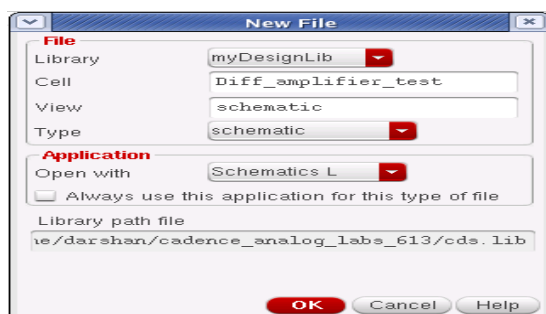 New File
File
Library myDesignLib
Cell Diff_amplifier_test
View schematic
Type schematic
Application
Open with Schematics L
Always use this application for this type of file
Library path file
ne/darshan/cadence_analog_labs_613/cds.lib
OK Cancel Help